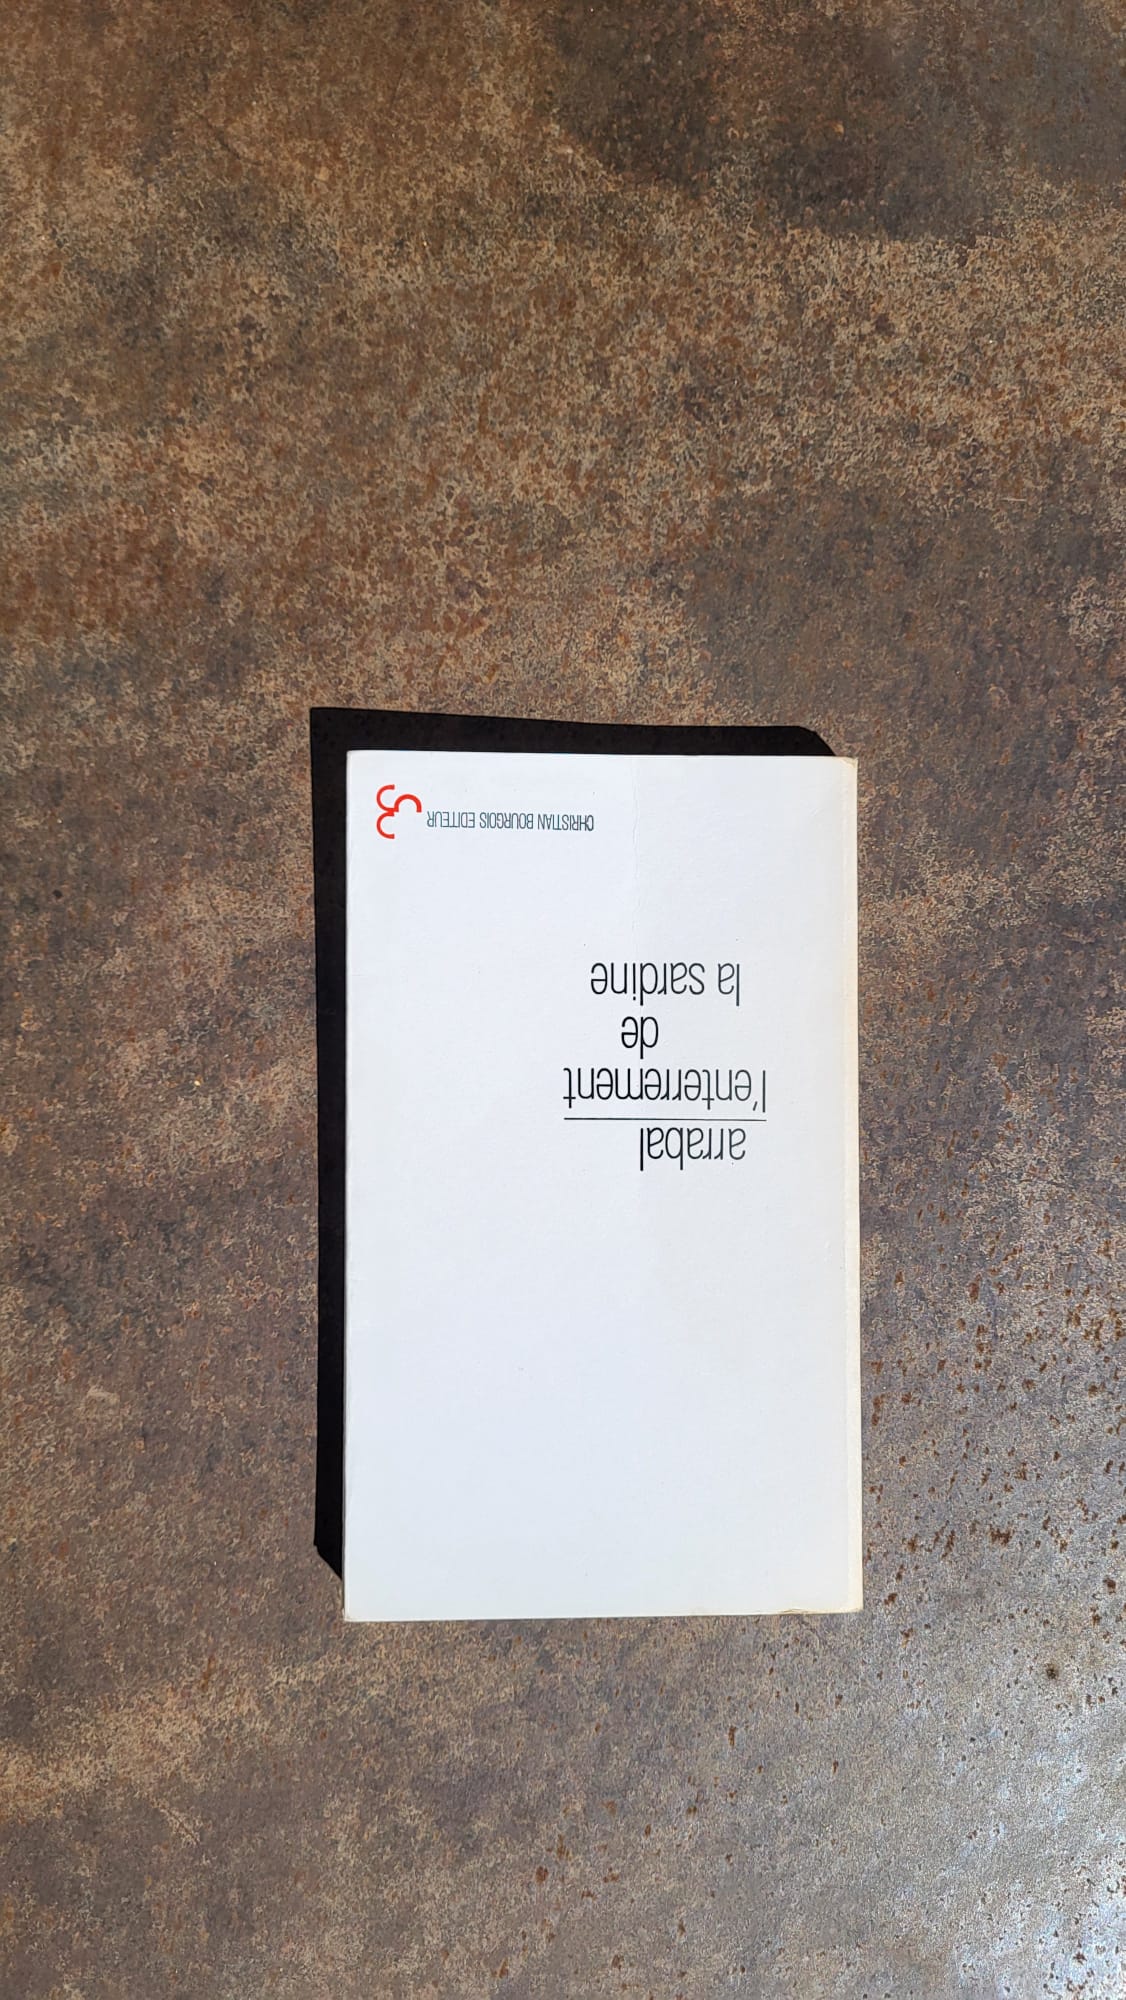 arrabal
l'enterrement
de
la sardine
CHRISTIAN BOURGOIS EDITEUR